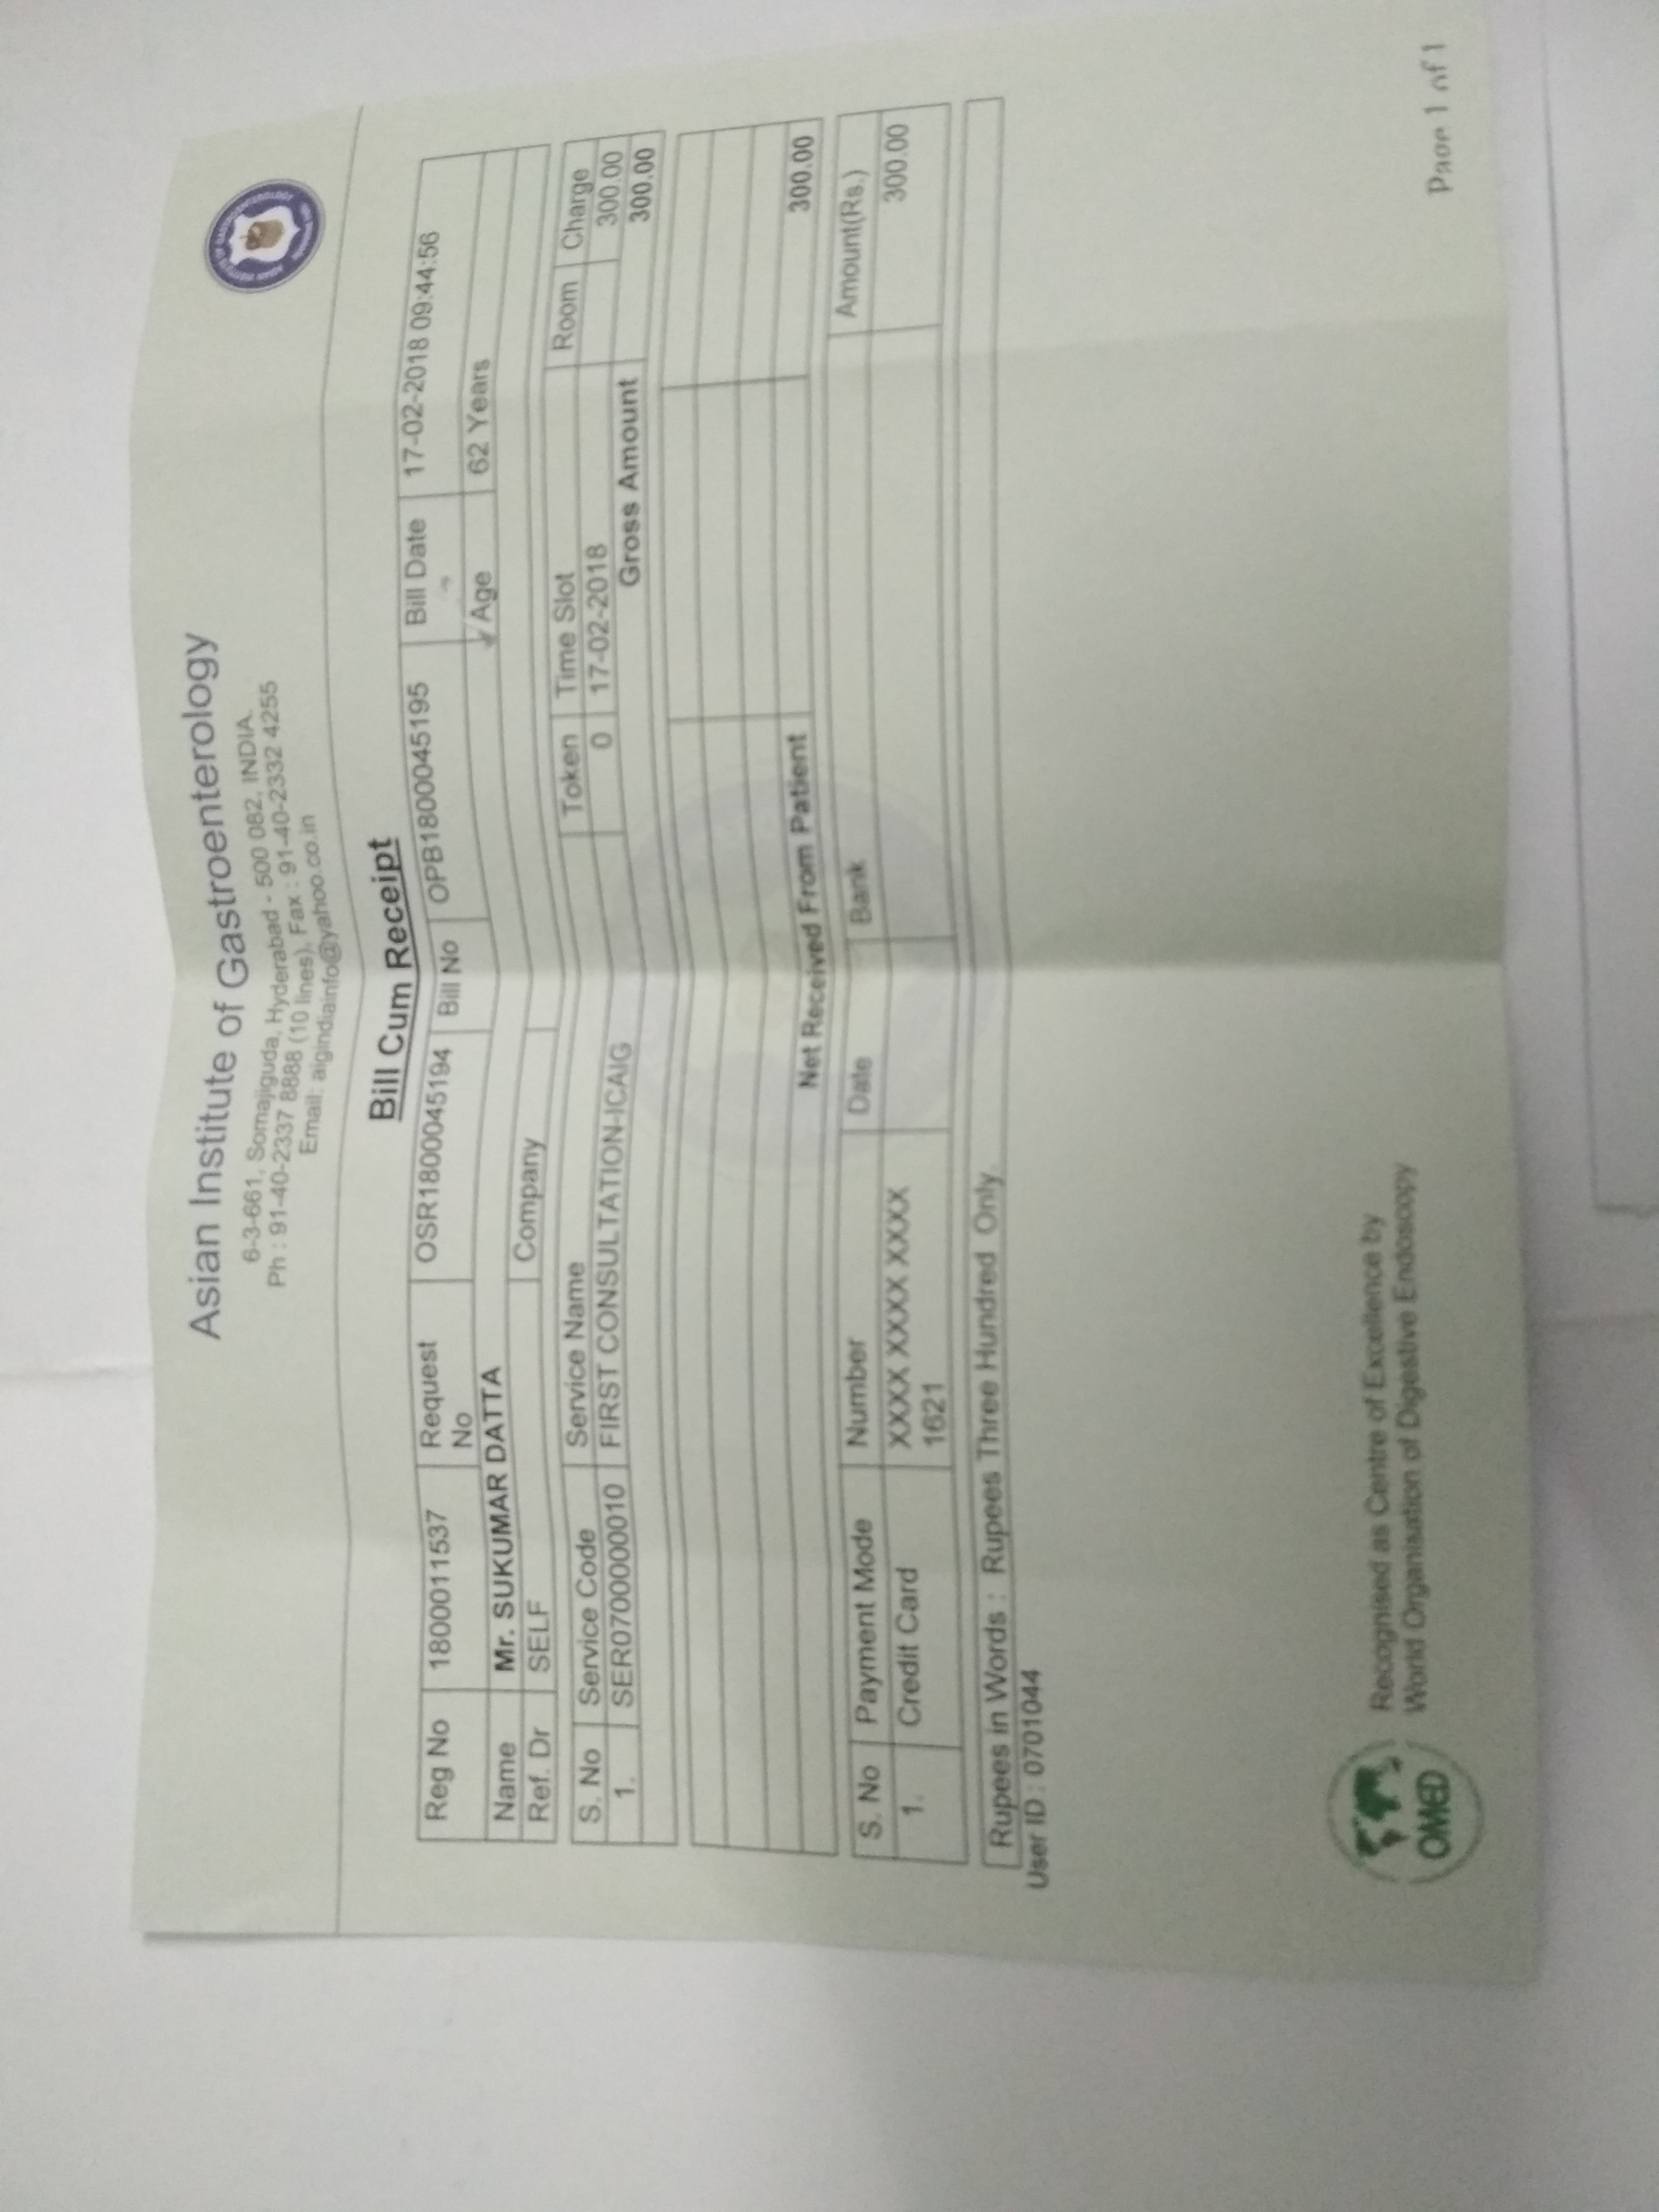 Asian Institute of Gastroenterology
6-3-661, Somajiguda, Hyderabad - 500 082, INDIA.
Ph : 91-40-2337 8888 (10 lines), Fax : 91-40-2332 4255
Email: aigindiainfo@yahoo.co.in
Bill Cum Receipt
Reg No 1800011537 Request No OSR1800045194 Bill No OPB1800045195 Bill Date 17-02-2018 09:44:56
Name Mr. SUKUMAR DATTA Age 62 Years
Ref. Dr SELF Company
S. No Service Code Service Name Token Time Slot Room Charge
1. SER0700000010 FIRST CONSULTATION-ICAIG 0 17-02-2018 300.00
Gross Amount 300.00
Net Received From Patient 300.00
S. No Payment Mode Number Date Bank Amount(Rs.)
1. Credit Card XXXX XXXX XXXX 300.00
1621
Rupees in Words : Rupees Three Hundred Only.
User ID : 0701044
OMED
Recognised as Centre of Excellence by
World Organisation of Digestive Endoscopy
Page 1 of 1